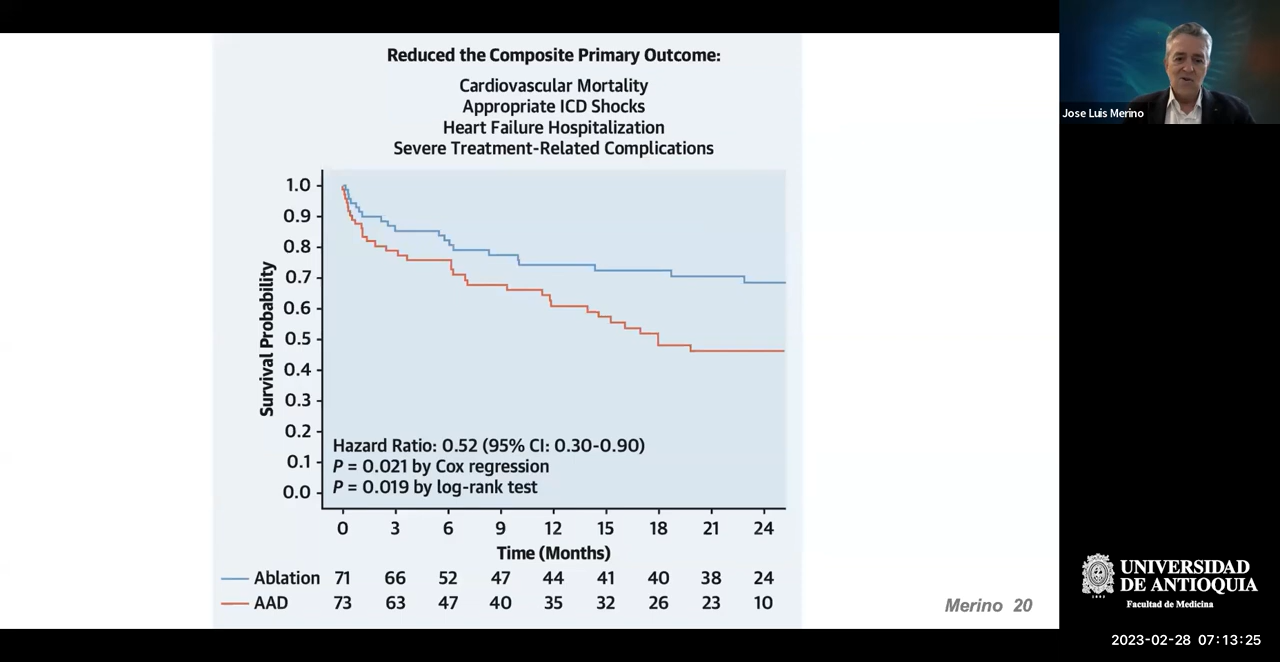 Reduced the Composite Primary Outcome:
Cardiovascular Mortality
Appropriate ICD Shocks
Heart Failure Hospitalization
Severe Treatment-Related Complications
Survival Probability
1.0
0.9
0.8
0.7
0.6
0.5
0.4
0.3
0.2
0.1
0.0
Hazard Ratio: 0.52 (95% CI: 0.30-0.90)
P = 0.021 by Cox regression
P = 0.019 by log-rank test
0 3 6 9 12 15 18 21 24
Time (Months)
Ablation 71 66 52 47 44 41 40 38 24
AAD 73 63 47 40 35 32 26 23 10
Merino 20
Jose Luis Merino
UNIVERSIDAD
DE ANTIOQUIA
Facultad de Medicina
2023-02-28 07:13:25